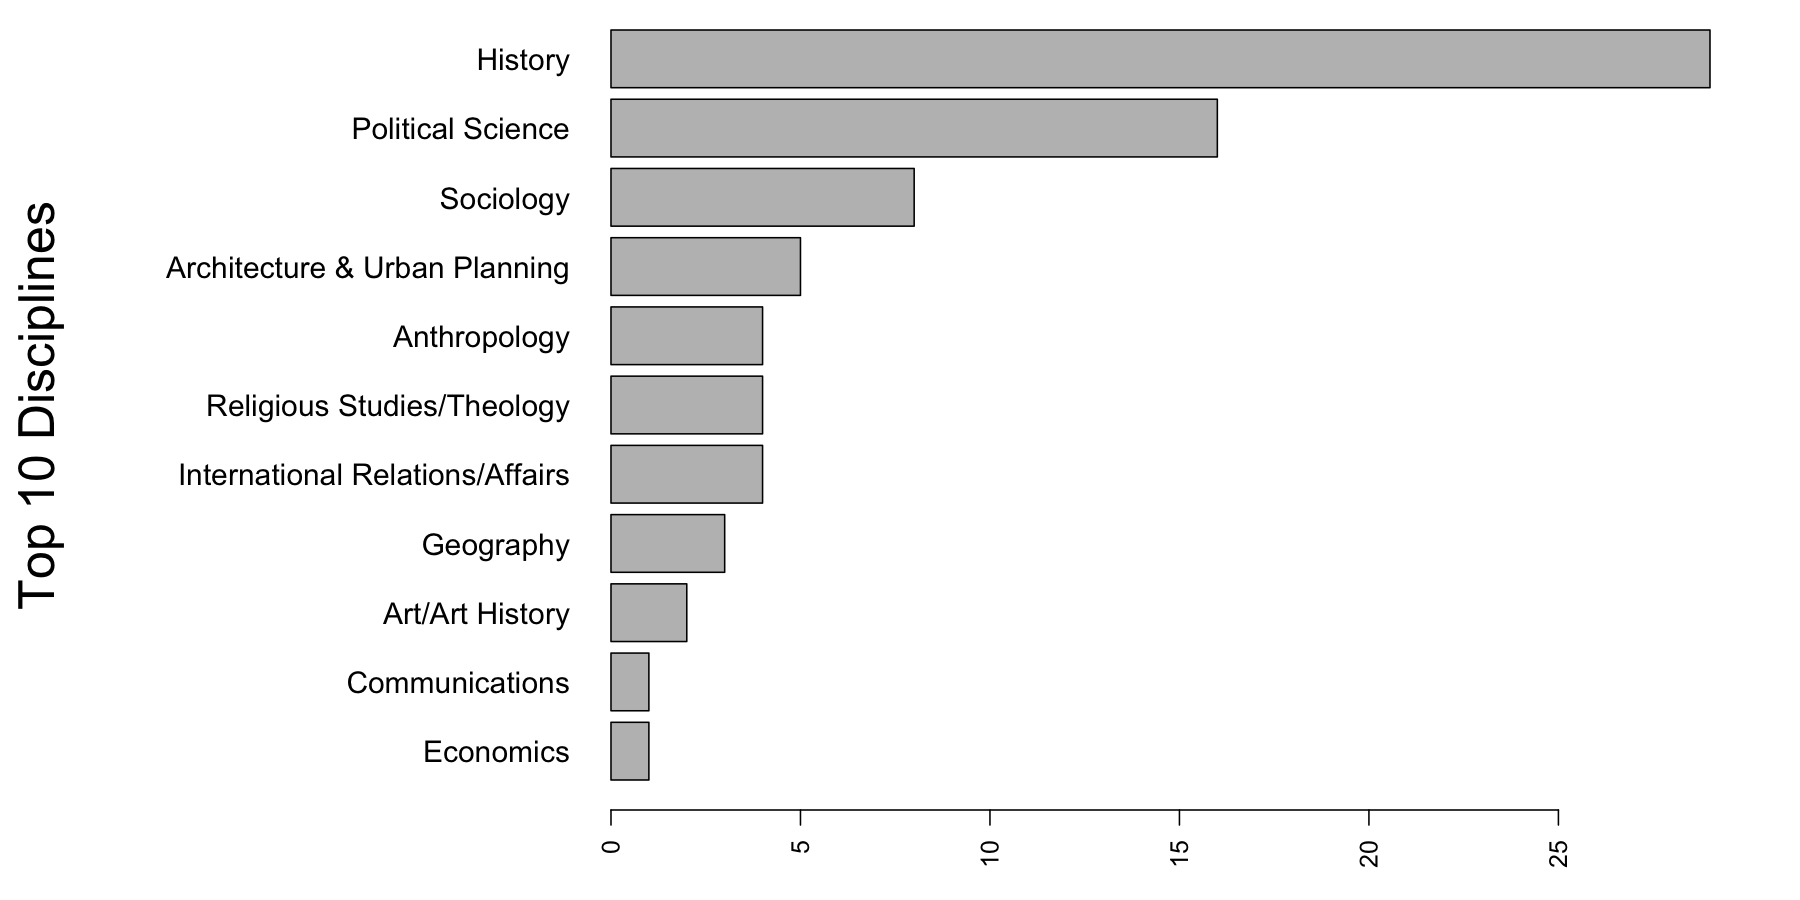 Top 10 Disciplines
History
Political Science
Sociology
Architecture & Urban Planning
Anthropology
Religious Studies/Theology
International Relations/Affairs
Geography
Art/Art History
Communications
Economics
0 5 10 15 20 25